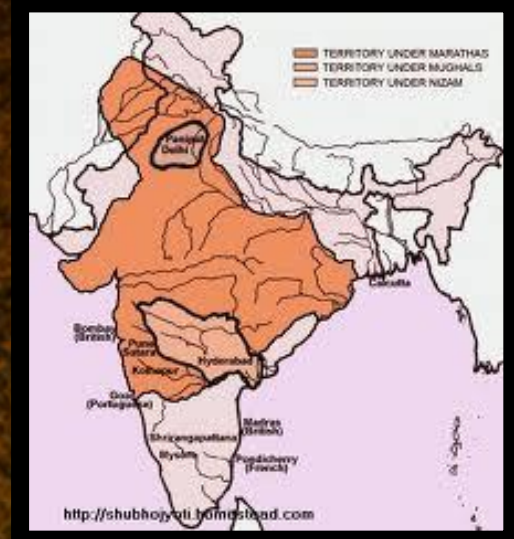 TERRITORY UNDER MARATHAS
TERRITORY UNDER MUGHALS
TERRITORY UNDER NIZAM
Panipat
Delhi
Calcutta
Bombay
(British)
Pune
Satara
Kolhapur
Hyderabad
Goa
(Portuguese)
Madras
(British)
Shrirangapattana
Mysore
Pondicherry
(French)
http://shubhojyoti.homestead.com